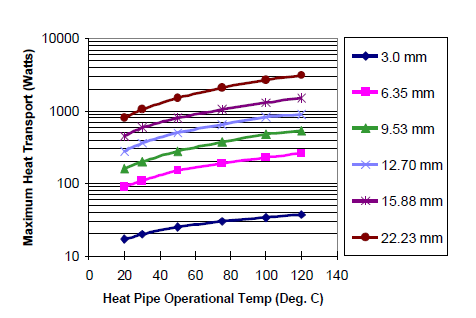 Maximum Heat Transport (Watts)
10000
1000
100
10
0 20 40 60 80 100 120 140
Heat Pipe Operational Temp (Deg. C)
3.0 mm
6.35 mm
9.53 mm
12.70 mm
15.88 mm
22.23 mm